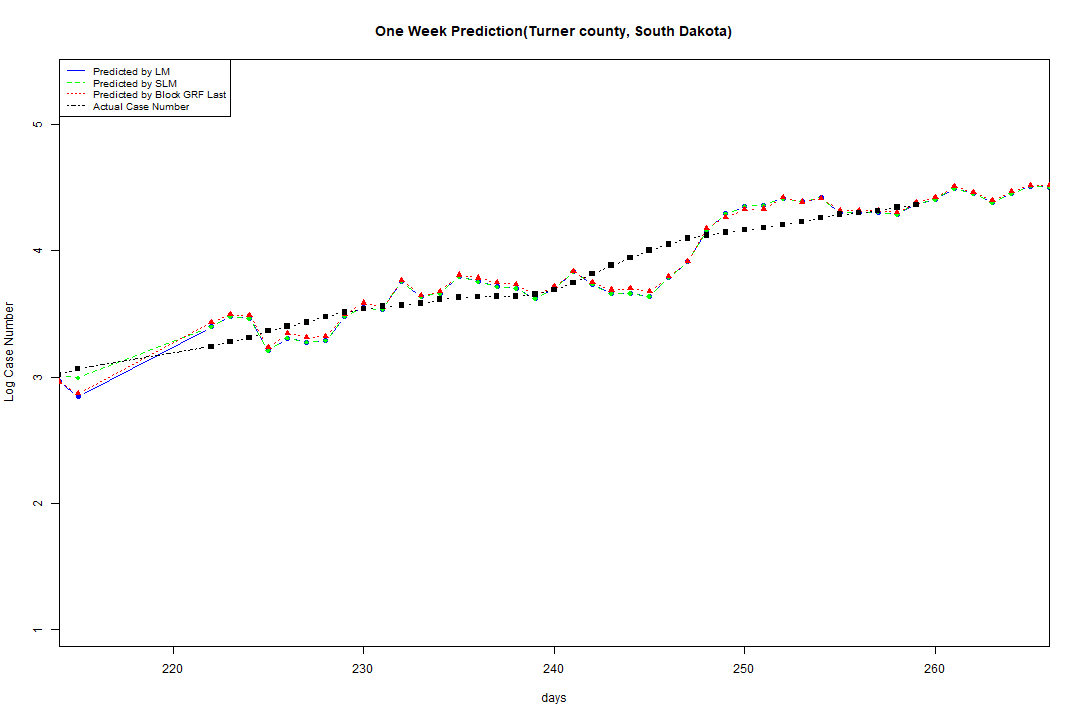 One Week Prediction(Turner county, South Dakota)
Predicted by LM
Predicted by SLM
Predicted by Block GRF Last
Actual Case Number
5
4
3
2
1
Log Case Number
220 230 240 250 260
days